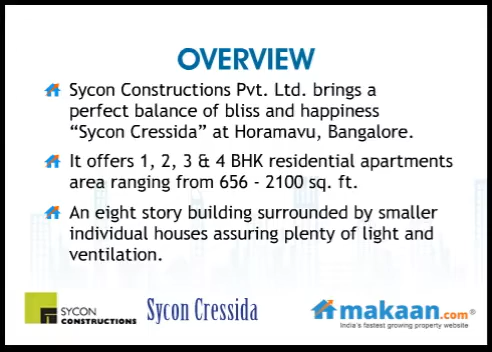 OVERVIEW
Sycon Constructions Pvt. Ltd. brings a
perfect balance of bliss and happiness
“Sycon Cressida” at Horamavu, Bangalore.
It offers 1, 2, 3 & 4 BHK residential apartments
area ranging from 656 - 2100 sq. ft.
An eight story building surrounded by smaller
individual houses assuring plenty of light and
ventilation.
SYCON
CONSTRUCTIONS
Sycon Cressida
makaan.com®
India's fastest growing property website